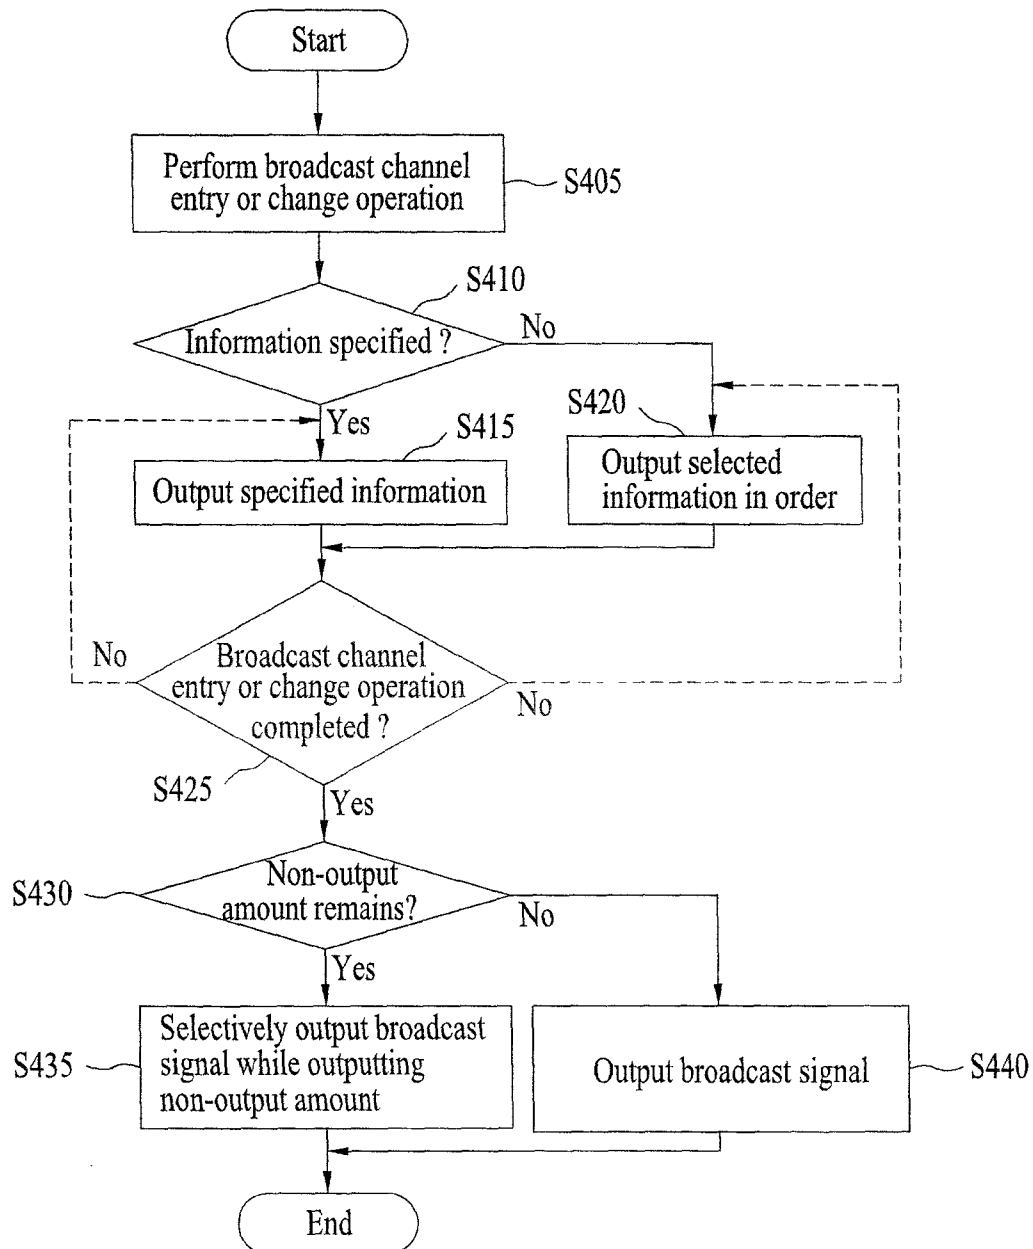 Start
Perform broadcast channel
entry or change operation
S405
S410
Information specified ?
No
Yes
S415
S420
Output specified information
Output selected
information in order
No
Broadcast channel
entry or change operation
completed ?
No
S425
Yes
S430
Non-output
amount remains?
No
Yes
S435
Selectively output broadcast
signal while outputting
non-output amount
Output broadcast signal
S440
End